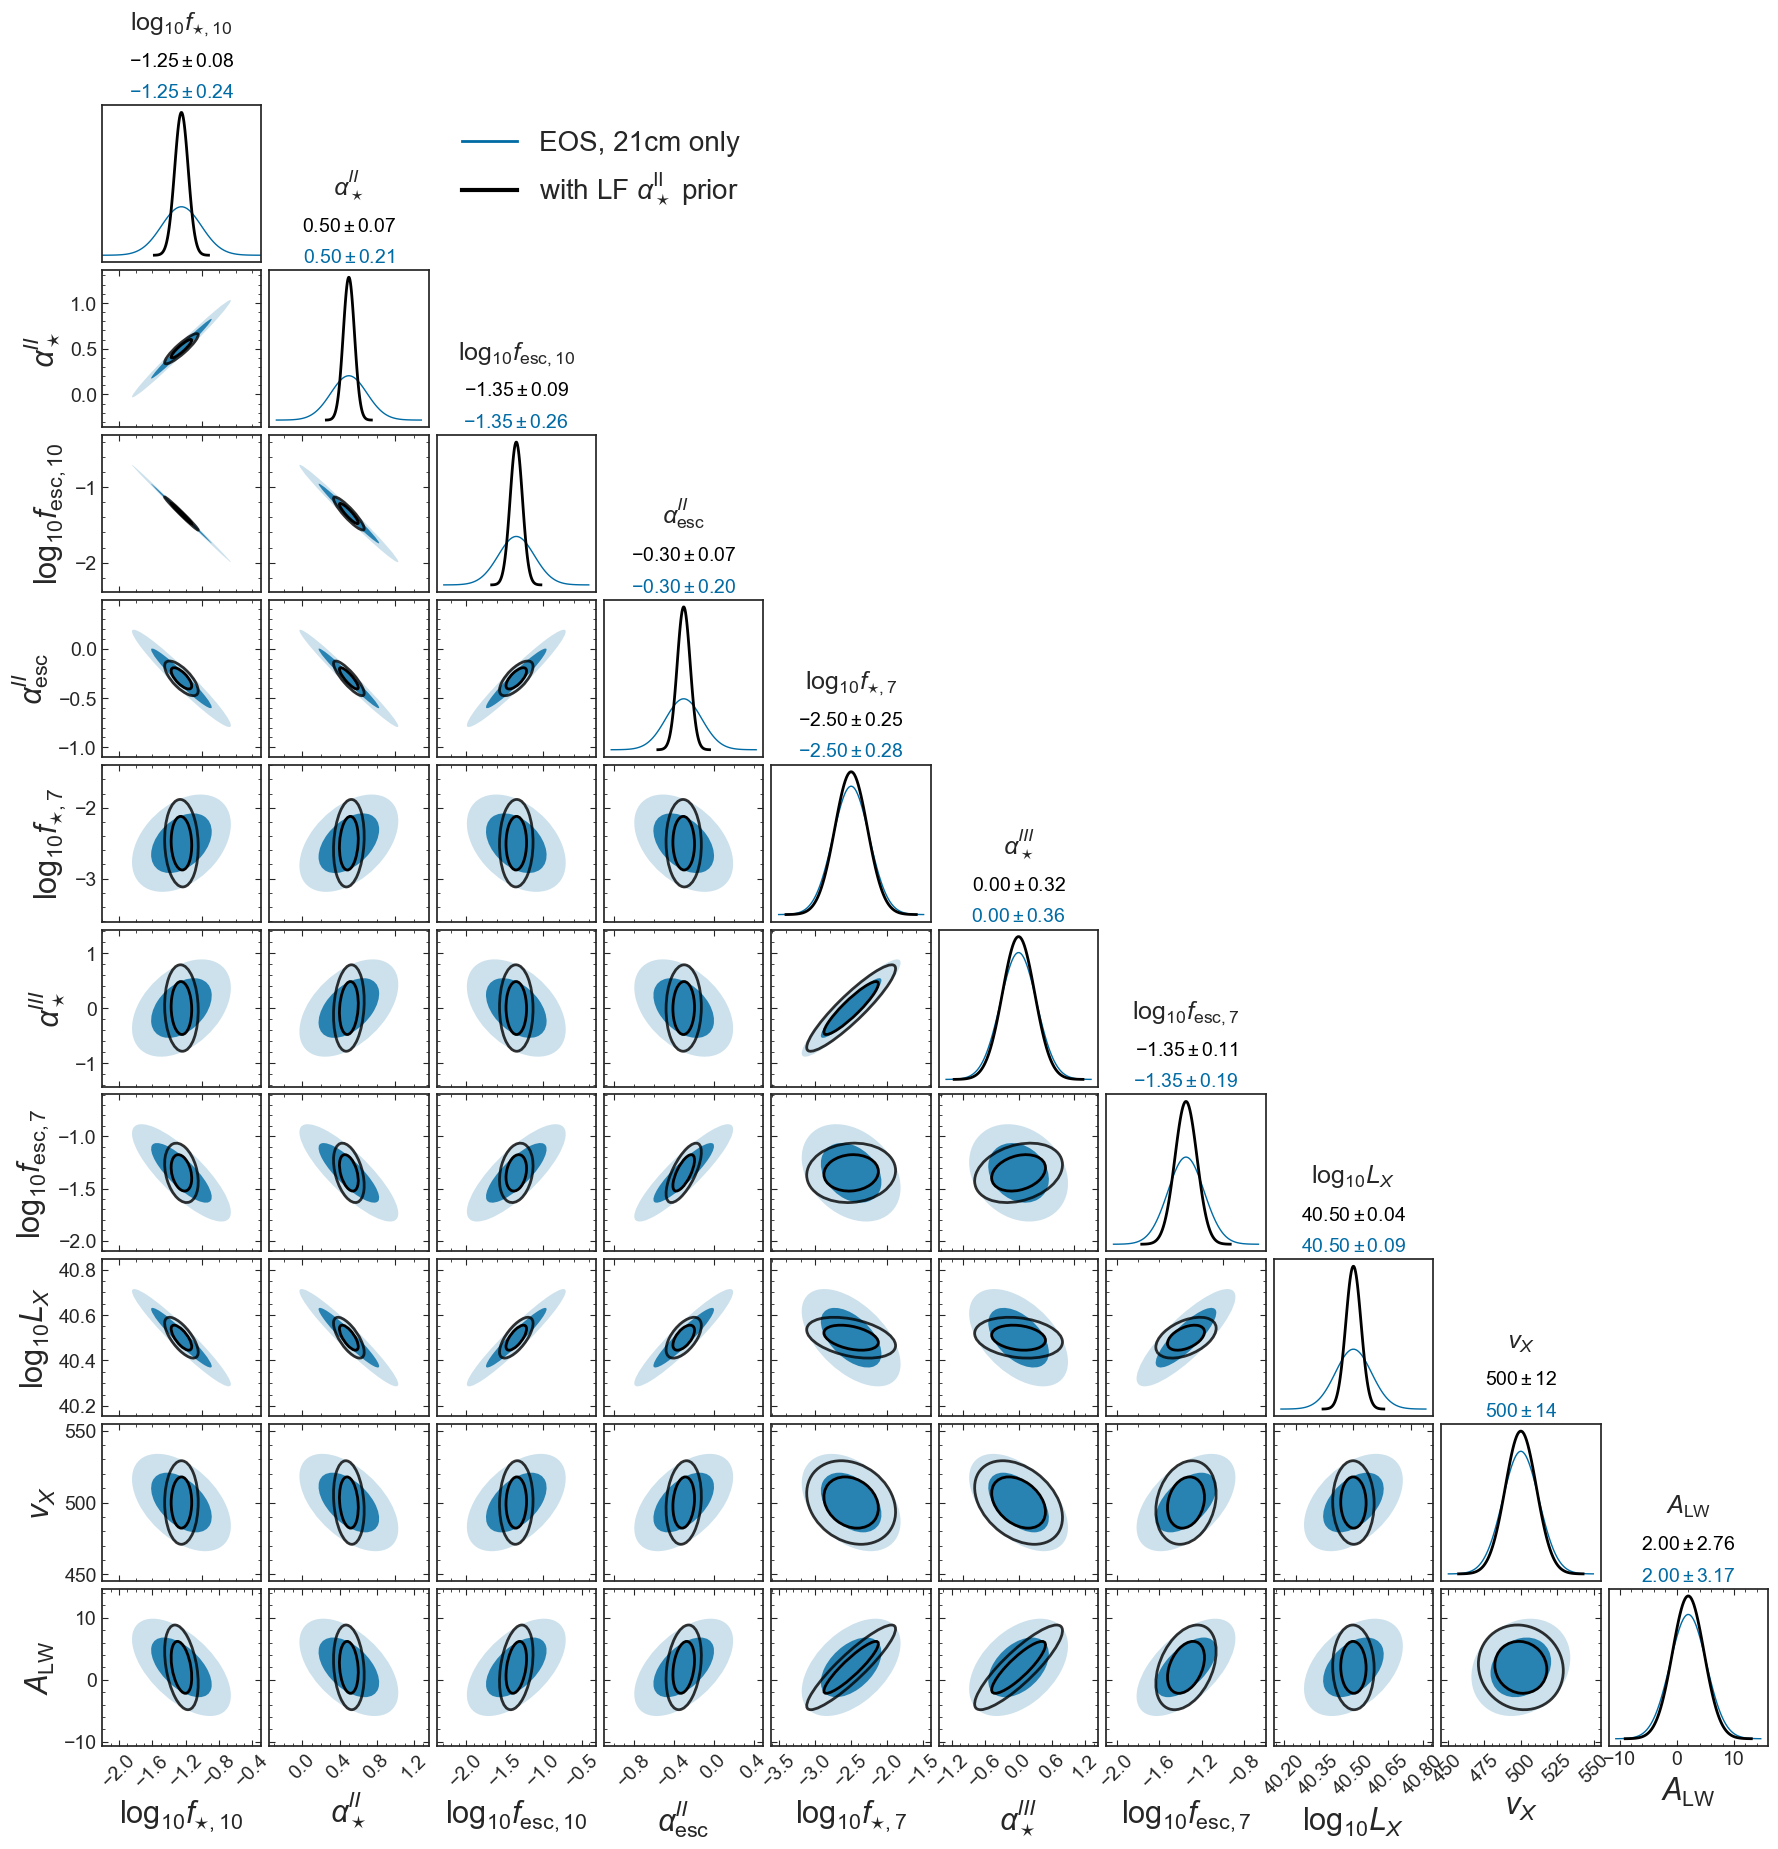 log₁₀f⋆, 10
−1.25 ± 0.08
−1.25 ± 0.24
EOS, 21cm only
with LF α⋆ᴵᴵ prior
α⋆ᴵᴵ
0.50 ± 0.07
0.50 ± 0.21
α⋆ᴵᴵ
1.0
0.5
0.0
log₁₀fesc, 10
−1.35 ± 0.09
−1.35 ± 0.26
log₁₀fesc, 10
−1
−2
αescᴵᴵ
−0.30 ± 0.07
−0.30 ± 0.20
αescᴵᴵ
0.0
−0.5
−1.0
log₁₀f⋆, 7
−2.50 ± 0.25
−2.50 ± 0.28
log₁₀f⋆, 7
−2
−3
α⋆ᴵᴵᴵ
0.00 ± 0.32
0.00 ± 0.36
α⋆ᴵᴵᴵ
1
0
−1
log₁₀fesc, 7
−1.35 ± 0.11
−1.35 ± 0.19
log₁₀fesc, 7
−1.0
−1.5
−2.0
log₁₀LX
40.50 ± 0.04
40.50 ± 0.09
log₁₀LX
40.8
40.6
40.4
40.2
vX
500 ± 12
500 ± 14
vX
550
500
450
ALW
2.00 ± 2.76
2.00 ± 3.17
ALW
10
0
−10
−2.0 −1.6 −1.2 −0.8 −0.4 0.0 0.4 0.8 1.2 −2.0 −1.5 −1.0 −0.5 −0.8 −0.4 0.0 0.4 −3.5 −3.0 −2.5 −2.0 −1.5 −1.2 −0.6 0.0 0.6 1.2 −2.0 −1.6 −1.2 −0.8 40.20 40.35 40.50 40.65 40.80 450 475 500 525 550 −10 0 10
log₁₀f⋆, 10 α⋆ᴵᴵ log₁₀fesc, 10 αescᴵᴵ log₁₀f⋆, 7 α⋆ᴵᴵᴵ log₁₀fesc, 7 log₁₀LX vX ALW